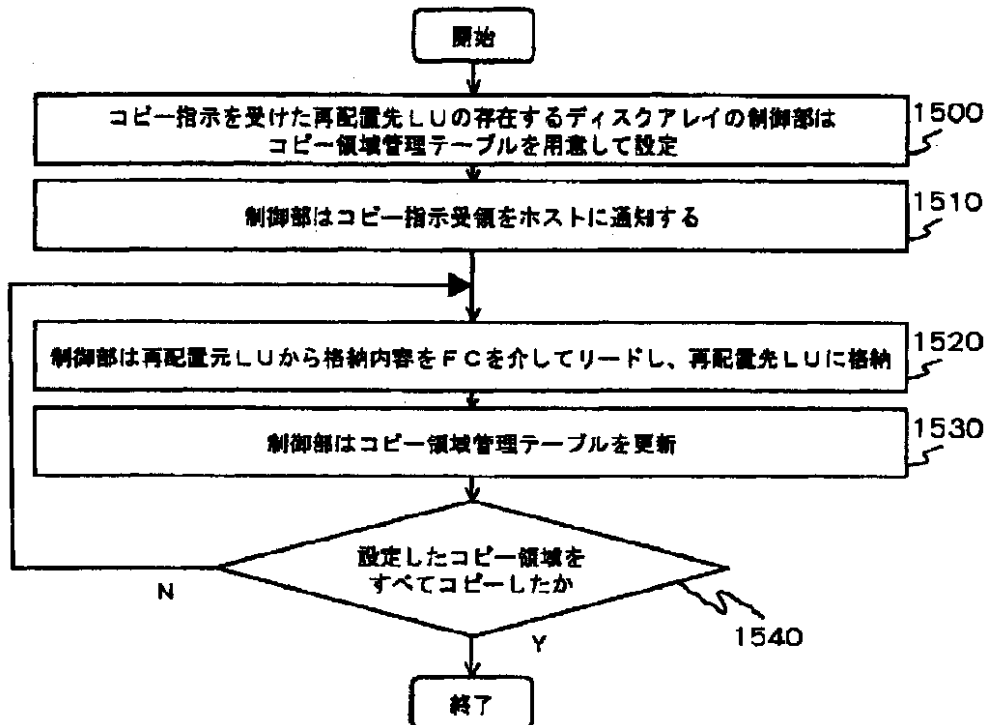 開始
コピー指示を受けた再配置先LUの存在するディスクアレイの制御部は
コピー領域管理テーブルを用意して設定
1500
制御部はコピー指示受領をホストに通知する
1510
制御部は再配置元LUから格納内容をFCを介してリードし、再配置先LUに格納
1520
制御部はコピー領域管理テーブルを更新
1530
設定したコピー領域を
すべてコピーしたか
N
Y
1540
終了